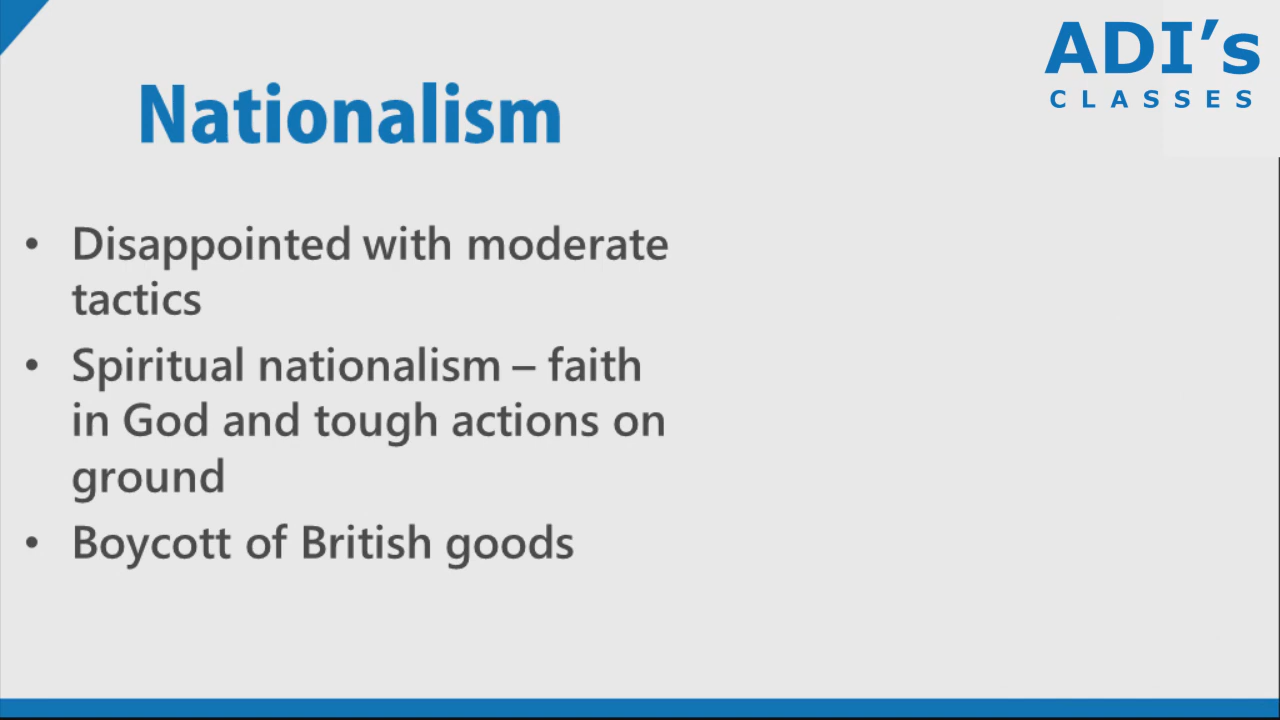 ADI's
CLASSES
Nationalism
• Disappointed with moderate
tactics
• Spiritual nationalism – faith
in God and tough actions on
ground
• Boycott of British goods